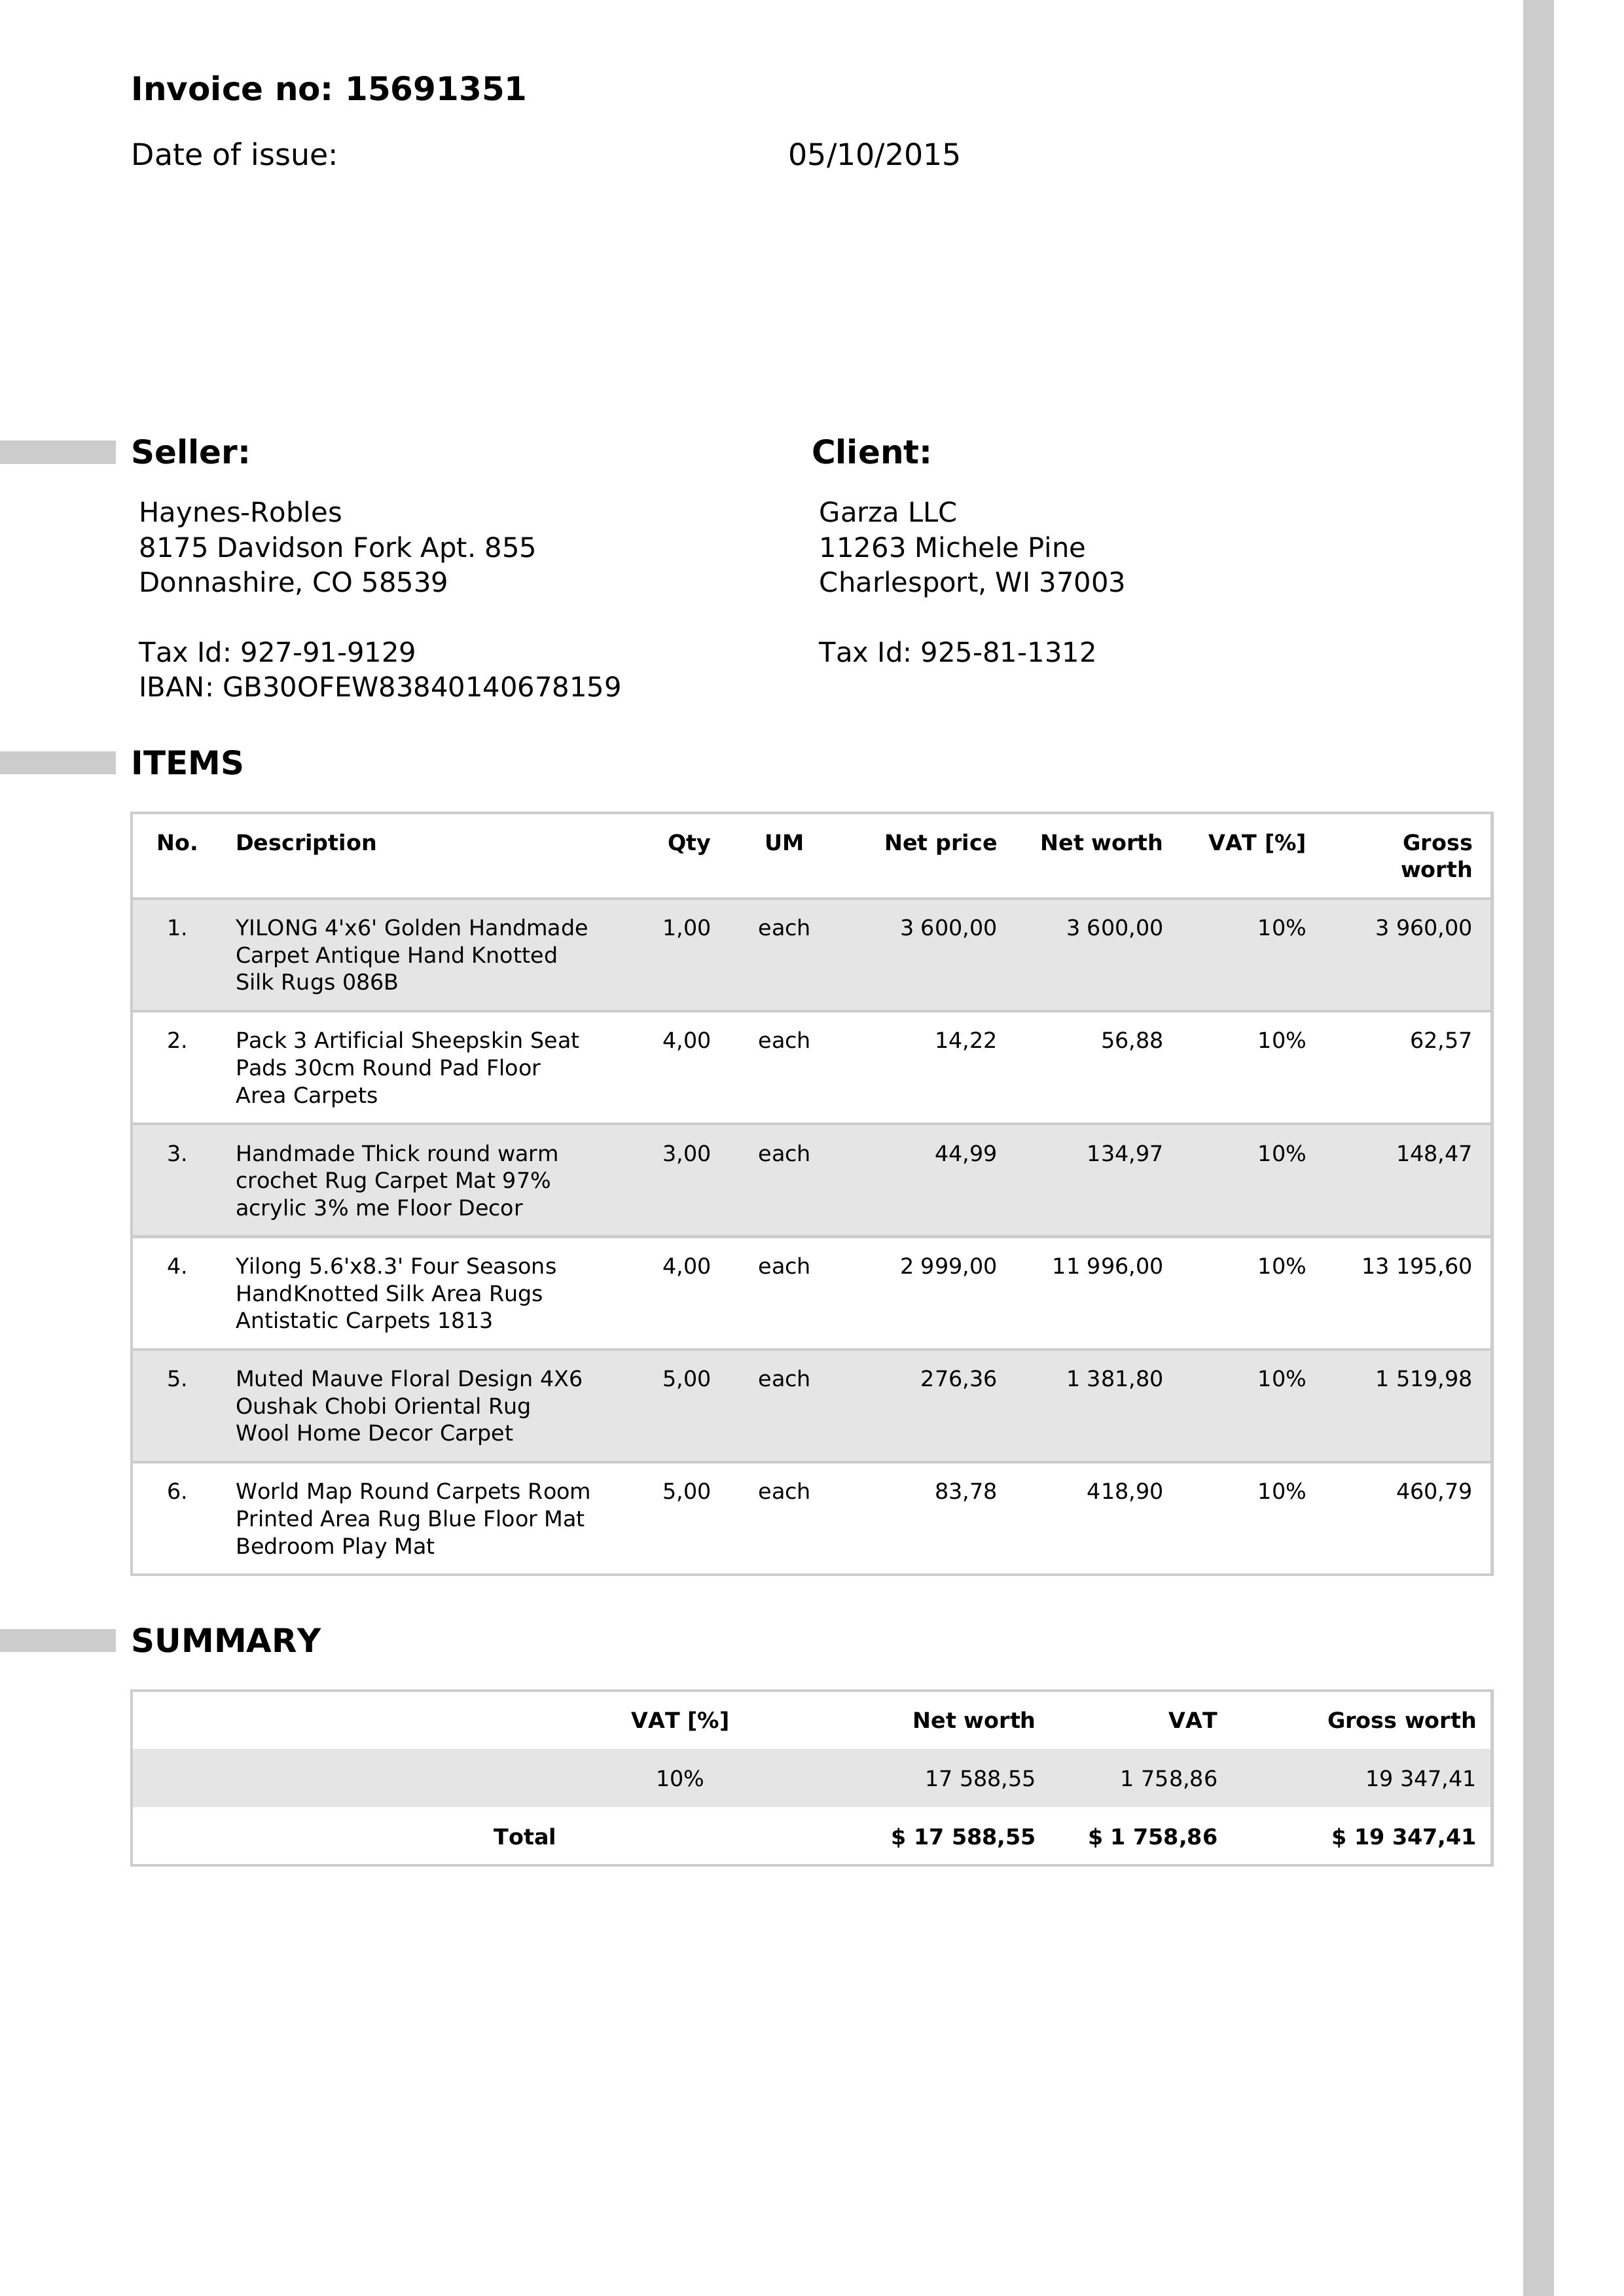 Invoice no: 15691351
Date of issue: 05/10/2015
Seller:
Haynes-Robles
8175 Davidson Fork Apt. 855
Donnashire, CO 58539
Tax Id: 927-91-9129
IBAN: GB30OFEW83840140678159
Client:
Garza LLC
11263 Michele Pine
Charlesport, WI 37003
Tax Id: 925-81-1312
ITEMS
No. Description Qty UM Net price Net worth VAT [%] Gross
worth
1. YILONG 4'x6' Golden Handmade 1,00 each 3 600,00 3 600,00 10% 3 960,00
Carpet Antique Hand Knotted
Silk Rugs 086B
2. Pack 3 Artificial Sheepskin Seat 4,00 each 14,22 56,88 10% 62,57
Pads 30cm Round Pad Floor
Area Carpets
3. Handmade Thick round warm 3,00 each 44,99 134,97 10% 148,47
crochet Rug Carpet Mat 97%
acrylic 3% me Floor Decor
4. Yilong 5.6'x8.3' Four Seasons 4,00 each 2 999,00 11 996,00 10% 13 195,60
HandKnotted Silk Area Rugs
Antistatic Carpets 1813
5. Muted Mauve Floral Design 4X6 5,00 each 276,36 1 381,80 10% 1 519,98
Oushak Chobi Oriental Rug
Wool Home Decor Carpet
6. World Map Round Carpets Room 5,00 each 83,78 418,90 10% 460,79
Printed Area Rug Blue Floor Mat
Bedroom Play Mat
SUMMARY
VAT [%] Net worth VAT Gross worth
10% 17 588,55 1 758,86 19 347,41
Total $ 17 588,55 $ 1 758,86 $ 19 347,41